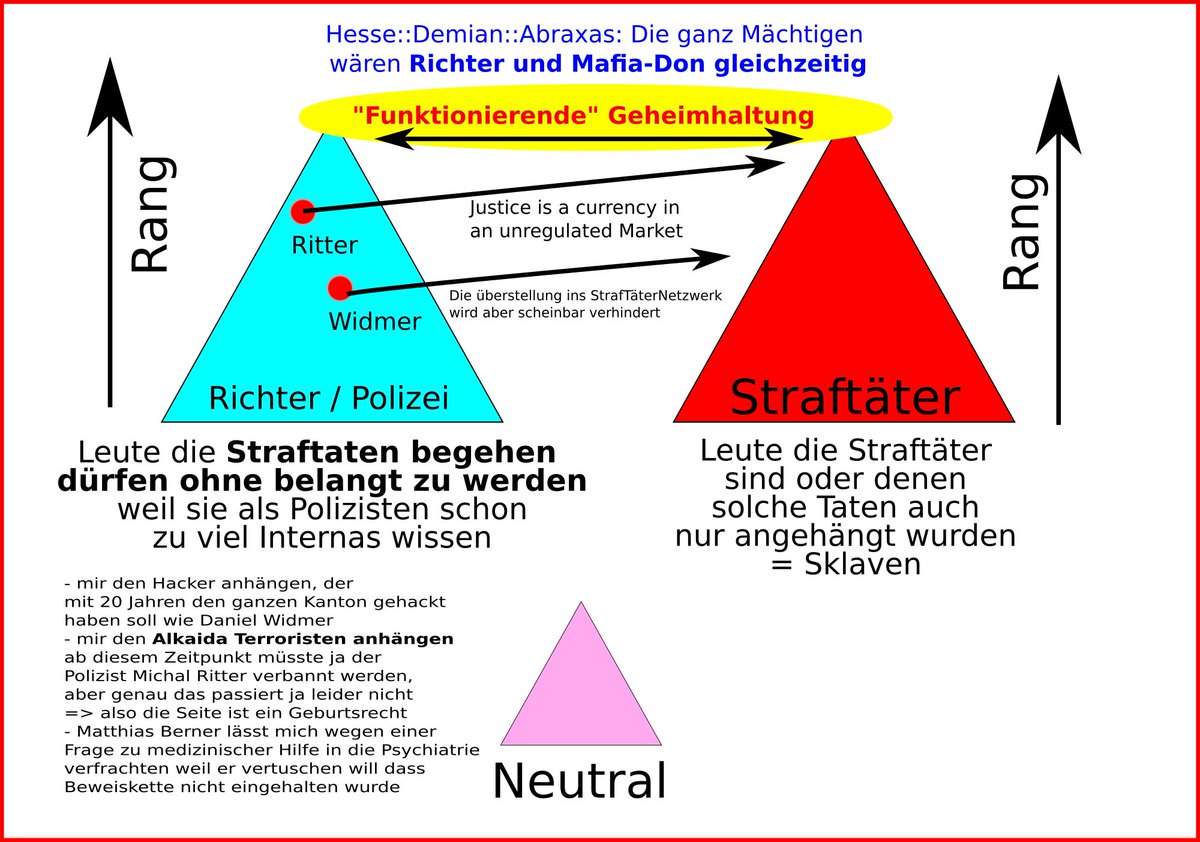 Hesse::Demian::Abraxas: Die ganz Mächtigen
wären Richter und Mafia-Don gleichzeitig
"Funktionierende" Geheimhaltung
Rang
Rang
Ritter
Justice is a currency in
an unregulated Market
Widmer
Die überstellung ins StrafTäterNetzwerk
wird aber scheinbar verhindert
Richter / Polizei
Straftäter
Leute die Straftaten begehen
dürfen ohne belangt zu werden
weil sie als Polizisten schon
zu viel Internas wissen
Leute die Straftäter
sind oder denen
solche Taten auch
nur angehängt wurden
= Sklaven
- mir den Hacker anhängen, der
mit 20 Jahren den ganzen Kanton gehackt
haben soll wie Daniel Widmer
- mir den Alkaida Terroristen anhängen
ab diesem Zeitpunkt müsste ja der
Polizist Michal Ritter verbannt werden,
aber genau das passiert ja leider nicht
=> also die Seite ist ein Geburtsrecht
- Matthias Berner lässt mich wegen einer
Frage zu medizinischer Hilfe in die Psychiatrie
verfrachten weil er vertuschen will dass
Beweiskette nicht eingehalten wurde
Neutral